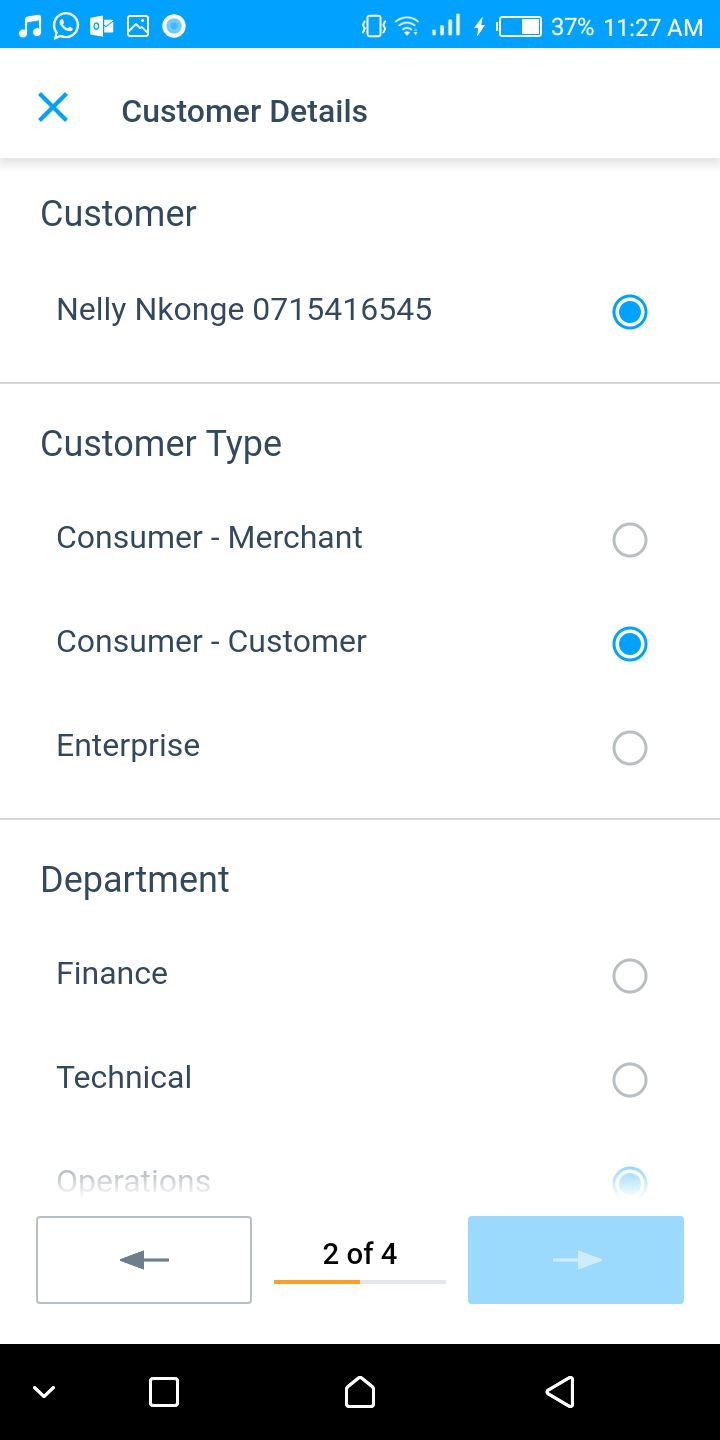 37% 11:27 AM
Customer Details
Customer
Nelly Nkonge 0715416545
Customer Type
Consumer - Merchant
Consumer - Customer
Enterprise
Department
Finance
Technical
Operations
2 of 4